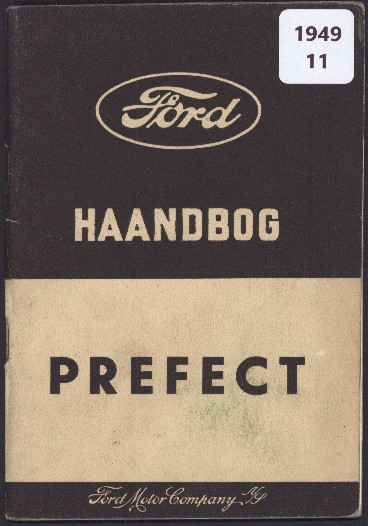 1949
11
Ford
HAANDBOG
PREFECT
Ford Motor Company A/S